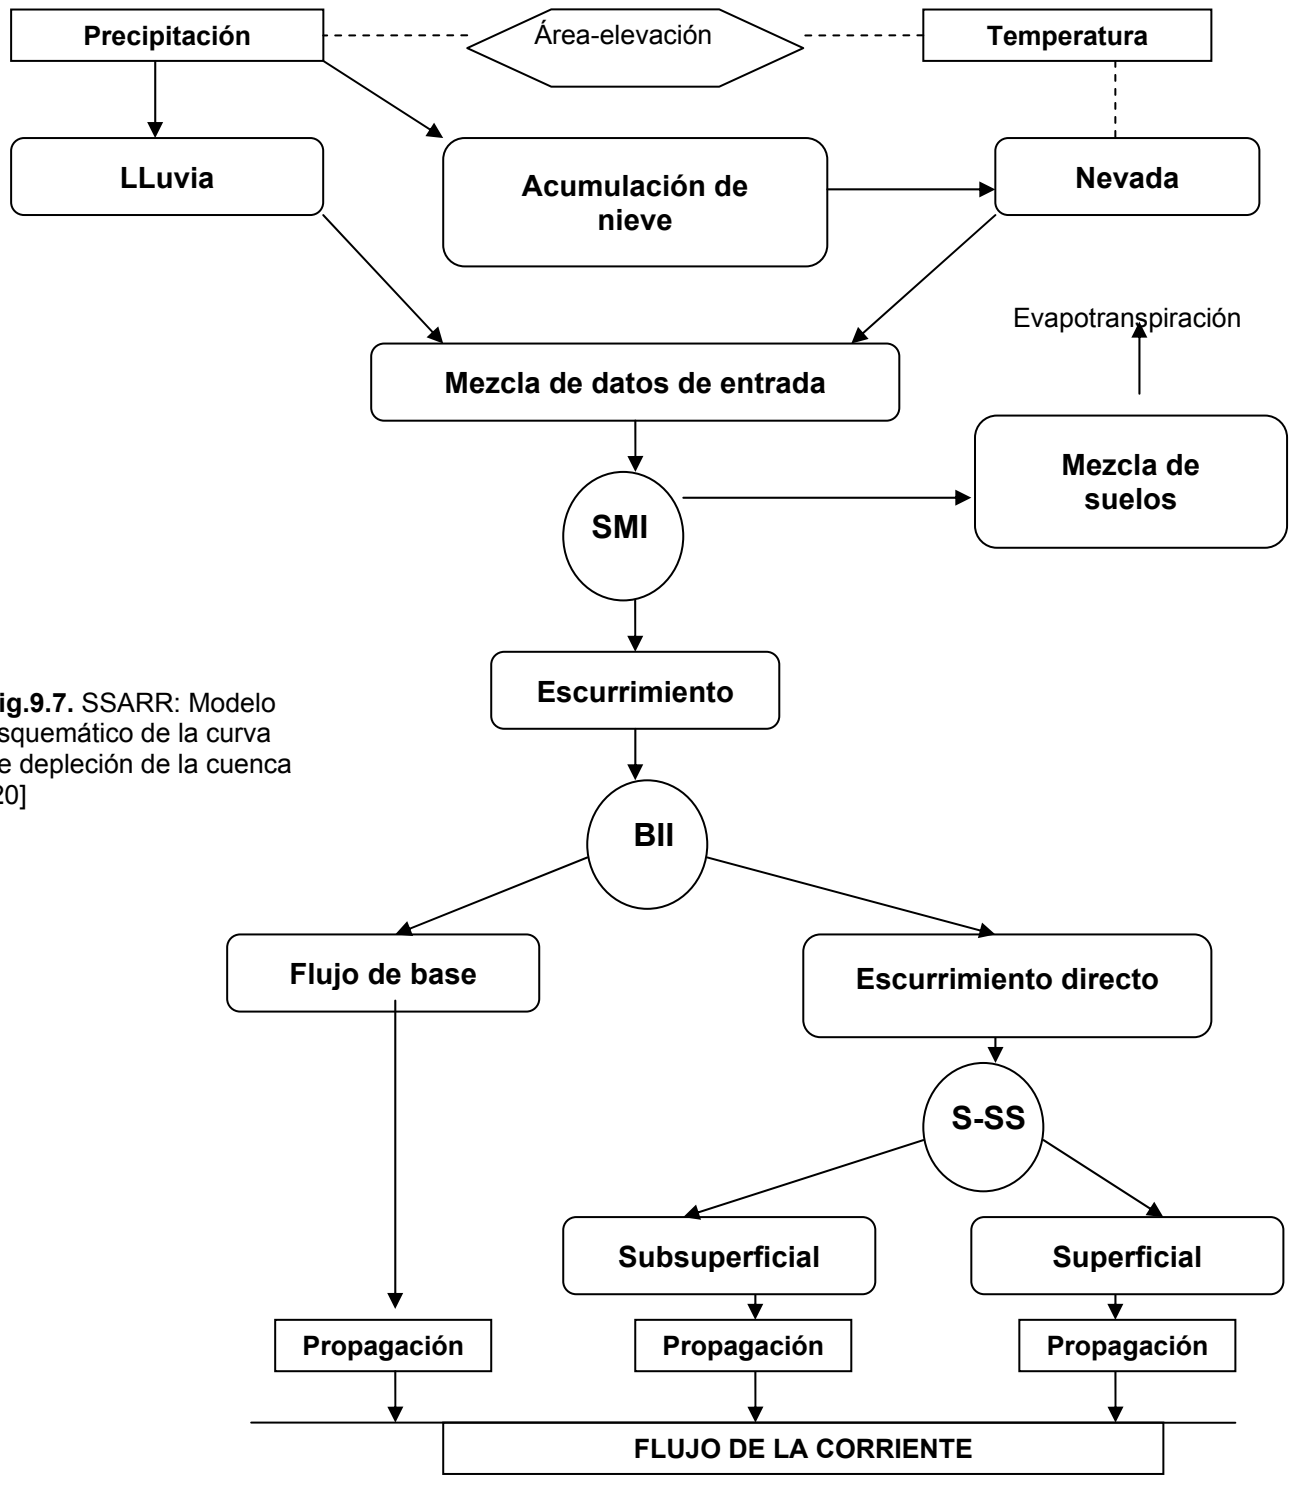 Precipitación
Área-elevación
Temperatura
LLuvia
Acumulación de
nieve
Nevada
Evapotranspiración
Mezcla de datos de entrada
Mezcla de
suelos
SMI
Escurrimiento
ig.9.7. SSARR: Modelo
squemático de la curva
e depleción de la cuenca
20]
BII
Flujo de base
Escurrimiento directo
S-SS
Subsuperficial
Superficial
Propagación
Propagación
Propagación
FLUJO DE LA CORRIENTE